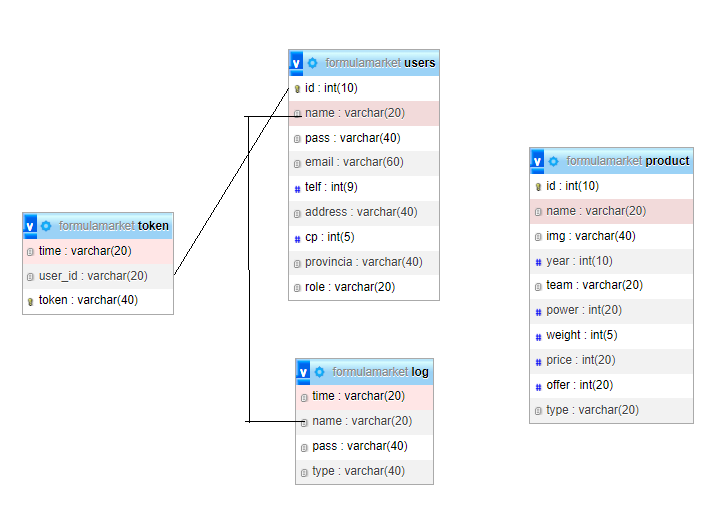 formulamarket users
id : int(10)
name : varchar(20)
pass : varchar(40)
email : varchar(60)
telf : int(9)
address : varchar(40)
cp : int(5)
provincia : varchar(40)
role : varchar(20)
formulamarket product
id : int(10)
name : varchar(20)
img : varchar(40)
year : int(10)
team : varchar(20)
power : int(20)
weight : int(5)
price : int(20)
offer : int(20)
type : varchar(20)
formulamarket token
time : varchar(20)
user_id : varchar(20)
token : varchar(40)
formulamarket log
time : varchar(20)
name : varchar(20)
pass : varchar(40)
type : varchar(40)